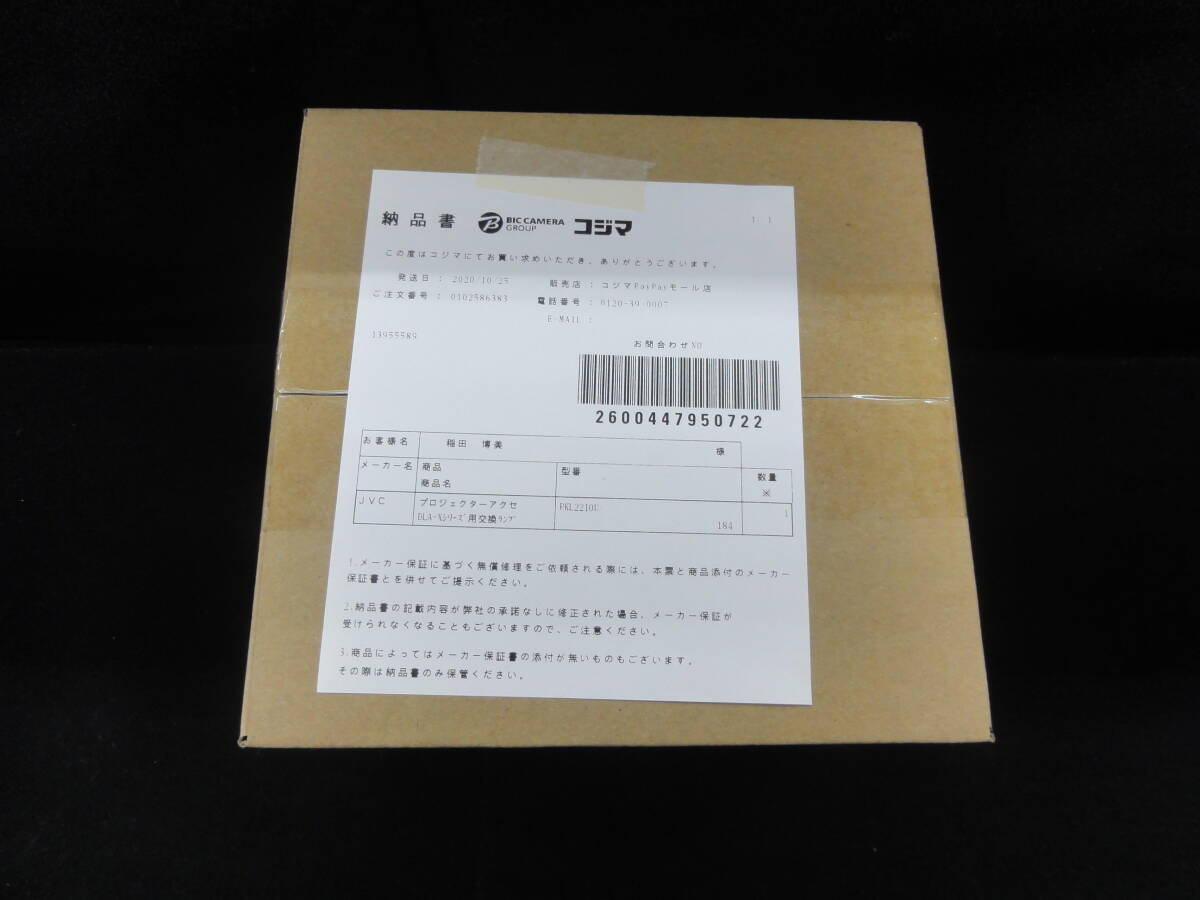 納品書 BIC CAMERA GROUP コジマ 1 1
この度はコジマにてお買い求めいただき、ありがとうございます。
発送日 : 2020/10/25 販売店 : コジマPayPayモール店
ご注文番号 : 0102586383 電話番号 : 0120-39-0007
E-MAIL :
13955589 お問合わせNO
2600447950722
お客様名 稲田 博美 様
メーカー名 商品 型番 数量
商品名 ※
JVC プロジェクターアクセ PKL2210U 1
DLA-Xシリーズ用交換ランプ 184
1.メーカー保証に基づく無償修理をご依頼される際には、本票と商品添付のメーカー
保証書とを併せてご提示ください。
2.納品書の記載内容が弊社の承諾なしに修正された場合、メーカー保証が
受けられなくなることもございますので、ご注意ください。
3.商品によってはメーカー保証書の添付が無いものもございます。
その際は納品書のみ保管ください。